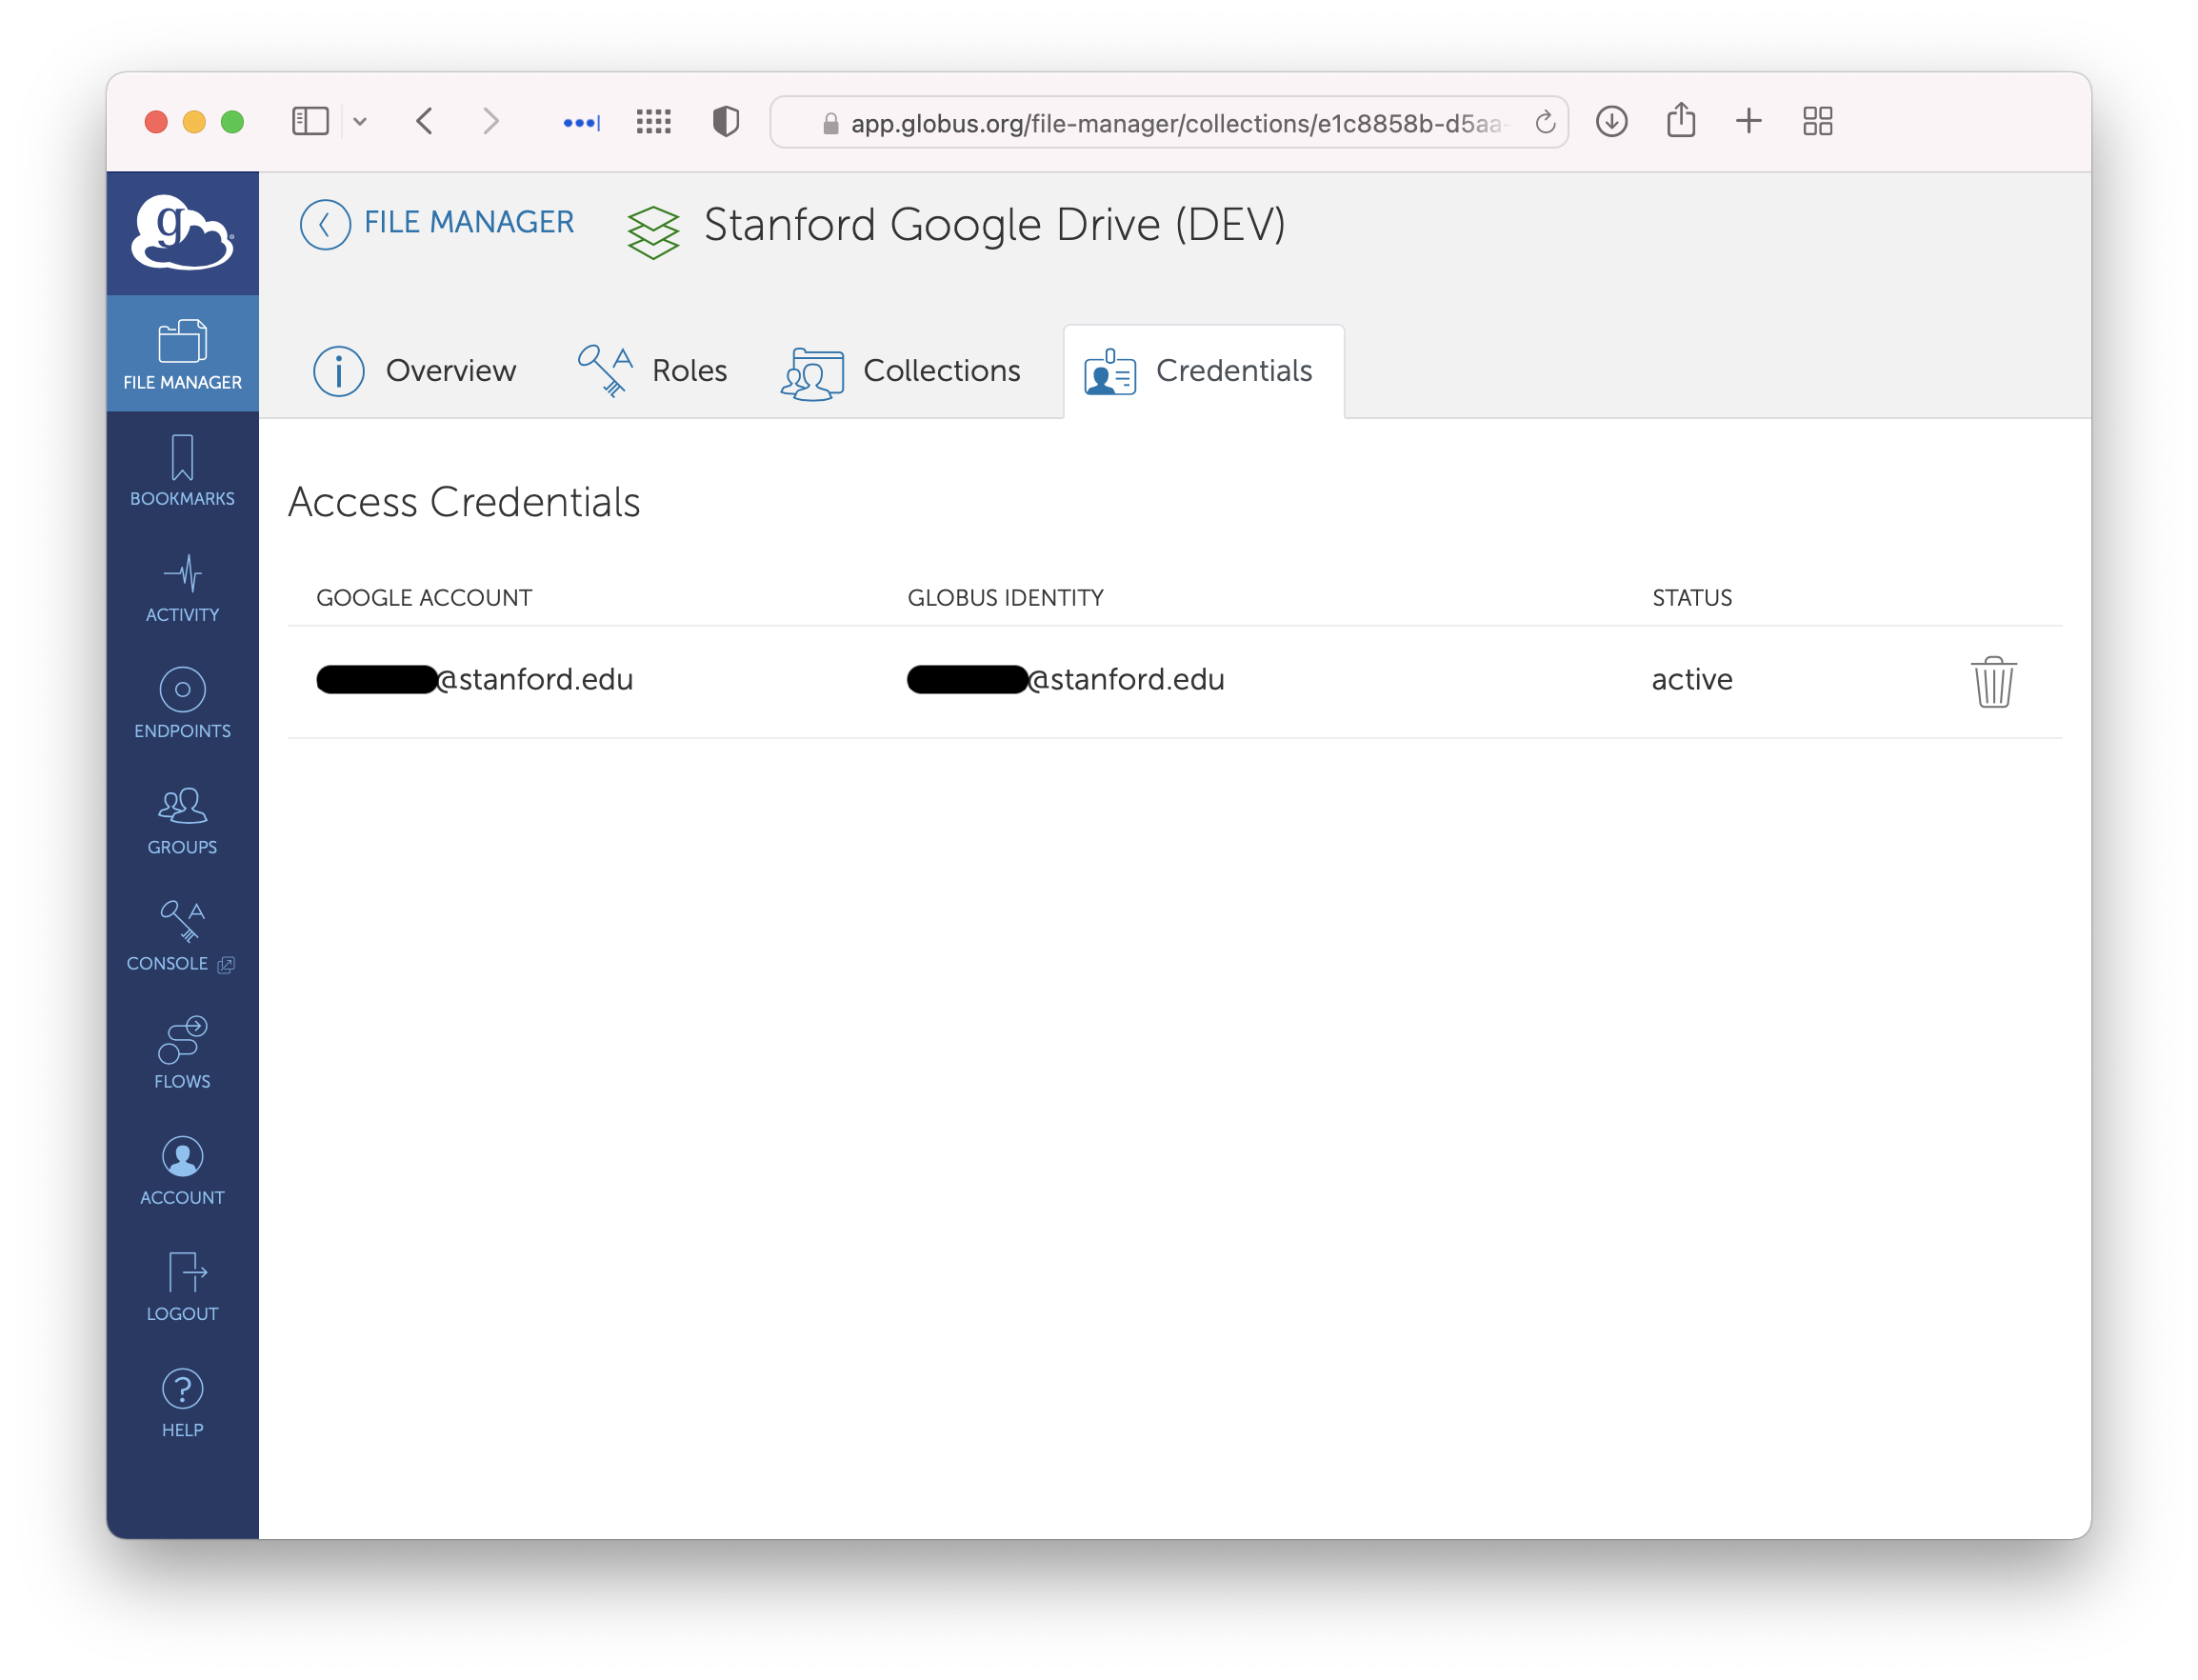 app.globus.org/file-manager/collections/e1c8858b-d5aa-
g
FILE MANAGER
Stanford Google Drive (DEV)
FILE MANAGER
Overview
Roles
Collections
Credentials
BOOKMARKS
Access Credentials
GOOGLE ACCOUNT
GLOBUS IDENTITY
STATUS
@stanford.edu
@stanford.edu
active
ACTIVITY
ENDPOINTS
GROUPS
CONSOLE
FLOWS
ACCOUNT
LOGOUT
HELP